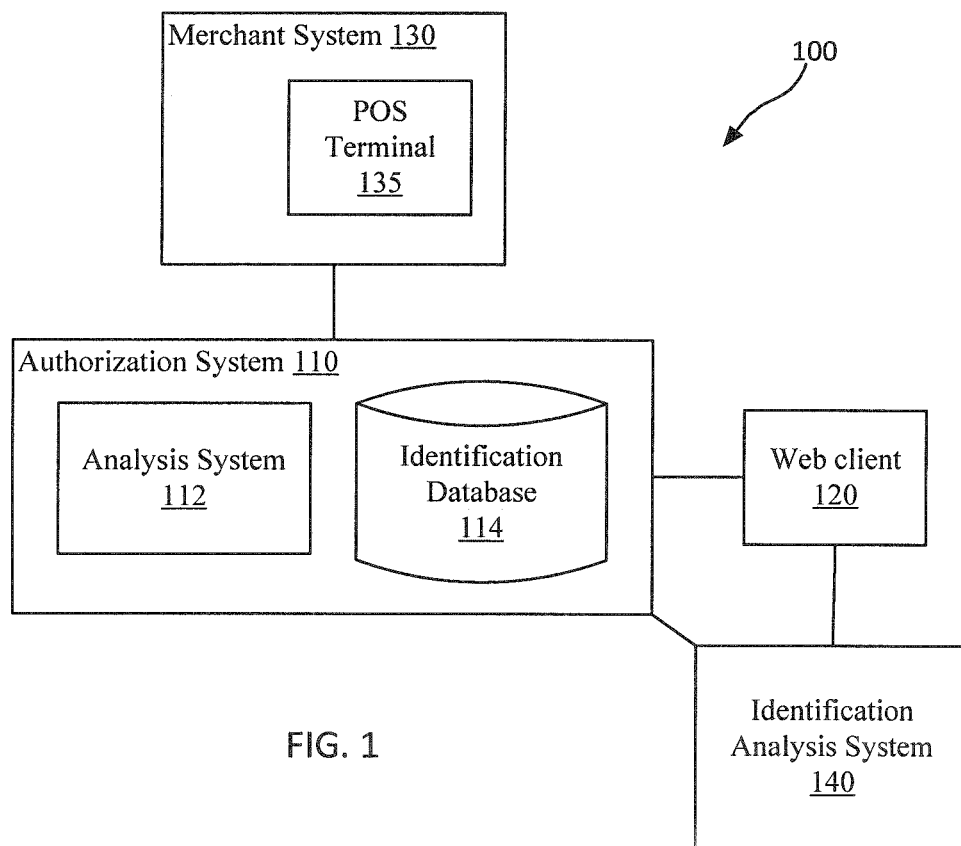 Merchant System 130
100
POS
Terminal
135
Authorization System 110
Analysis System
112
Identification
Database
114
Web client
120
Identification
Analysis System
140
FIG. 1